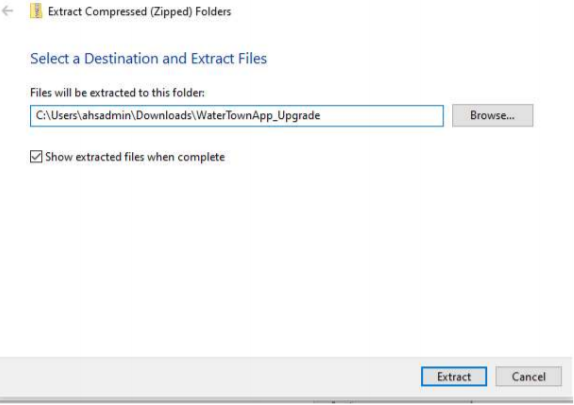 Extract Compressed (Zipped) Folders
Select a Destination and Extract Files
Files will be extracted to this folder:
C:\Users\ahsadmin\Downloads\WaterTownApp_Upgrade
Browse...
Show extracted files when complete
Extract
Cancel